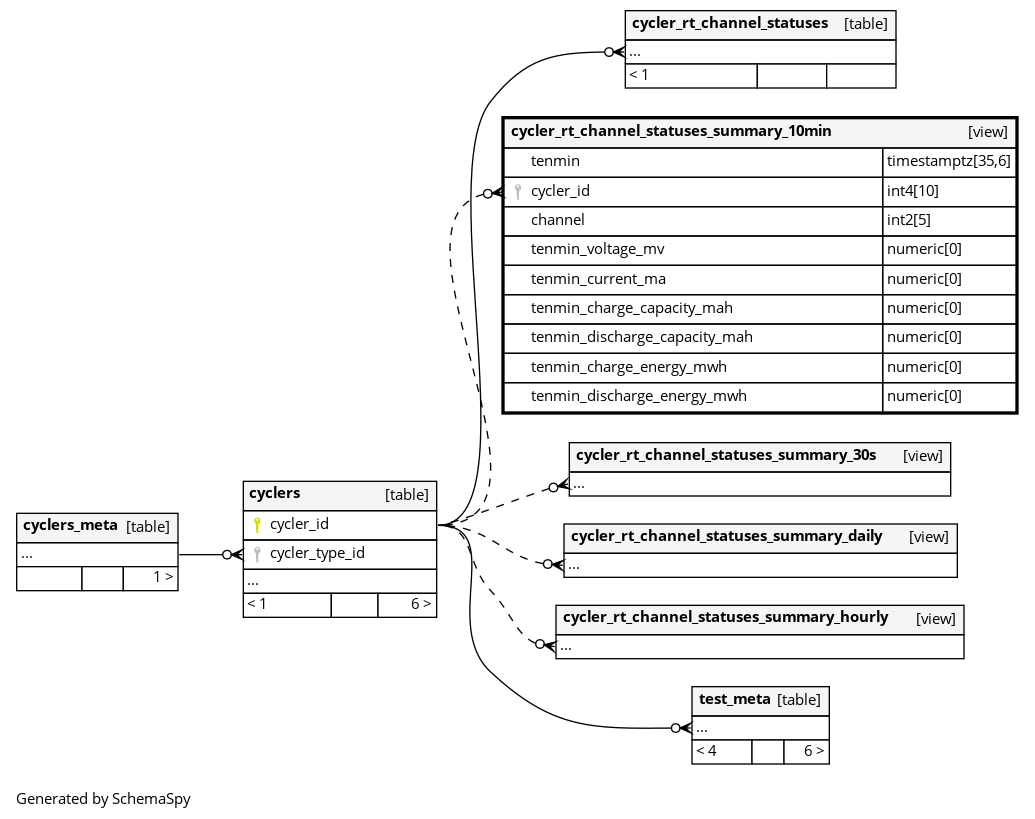 cycler_rt_channel_statuses [table]
...
< 1
cycler_rt_channel_statuses_summary_10min [view]
tenmin timestamptz[35,6]
cycler_id int4[10]
channel int2[5]
tenmin_voltage_mv numeric[0]
tenmin_current_ma numeric[0]
tenmin_charge_capacity_mah numeric[0]
tenmin_discharge_capacity_mah numeric[0]
tenmin_charge_energy_mwh numeric[0]
tenmin_discharge_energy_mwh numeric[0]
cycler_rt_channel_statuses_summary_30s [view]
...
cyclers [table]
cycler_id
cycler_type_id
...
< 1 6 >
cyclers_meta [table]
...
1 >
cycler_rt_channel_statuses_summary_daily [view]
...
cycler_rt_channel_statuses_summary_hourly [view]
...
test_meta [table]
...
< 4 6 >
Generated by SchemaSpy